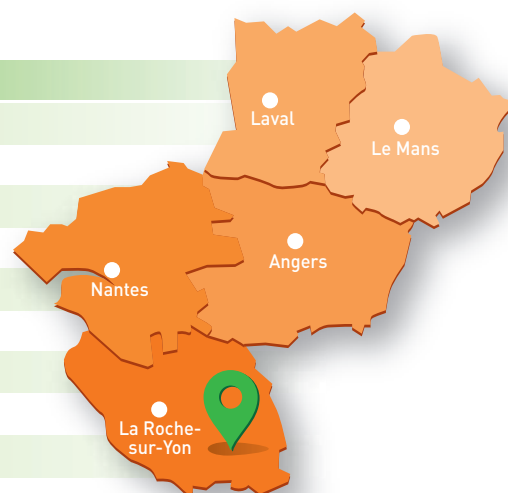 Laval
Le Mans
Angers
Nantes
La Roche-
sur-Yon